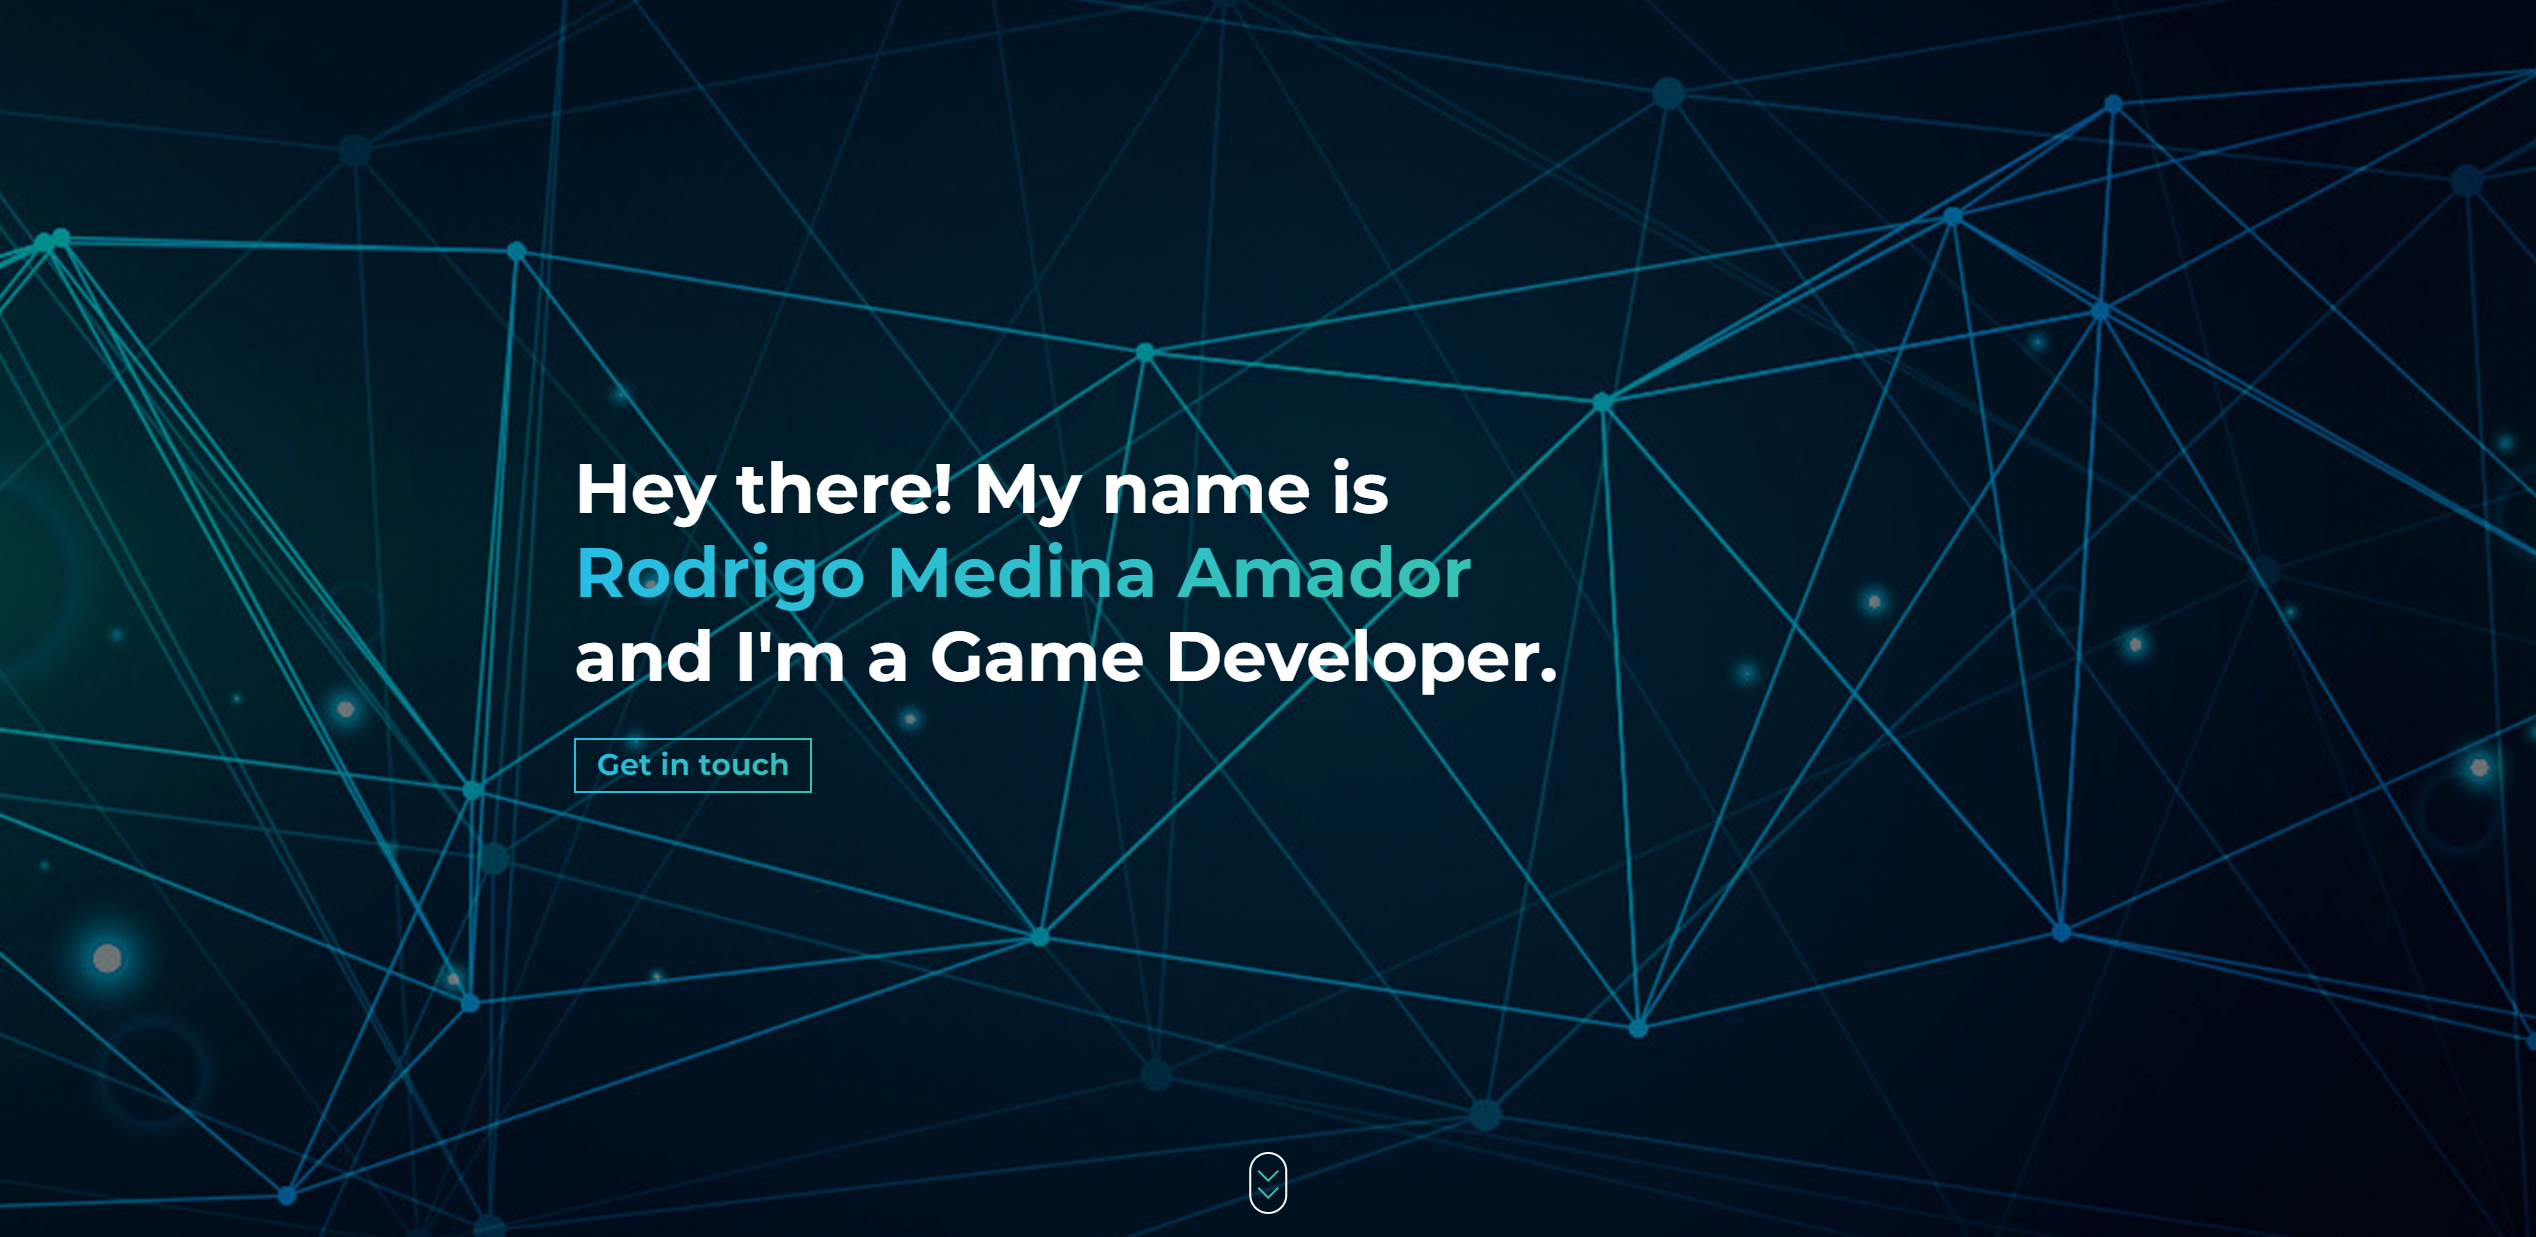 Hey there! My name is
Rodrigo Medina Amador
and I'm a Game Developer.
Get in touch